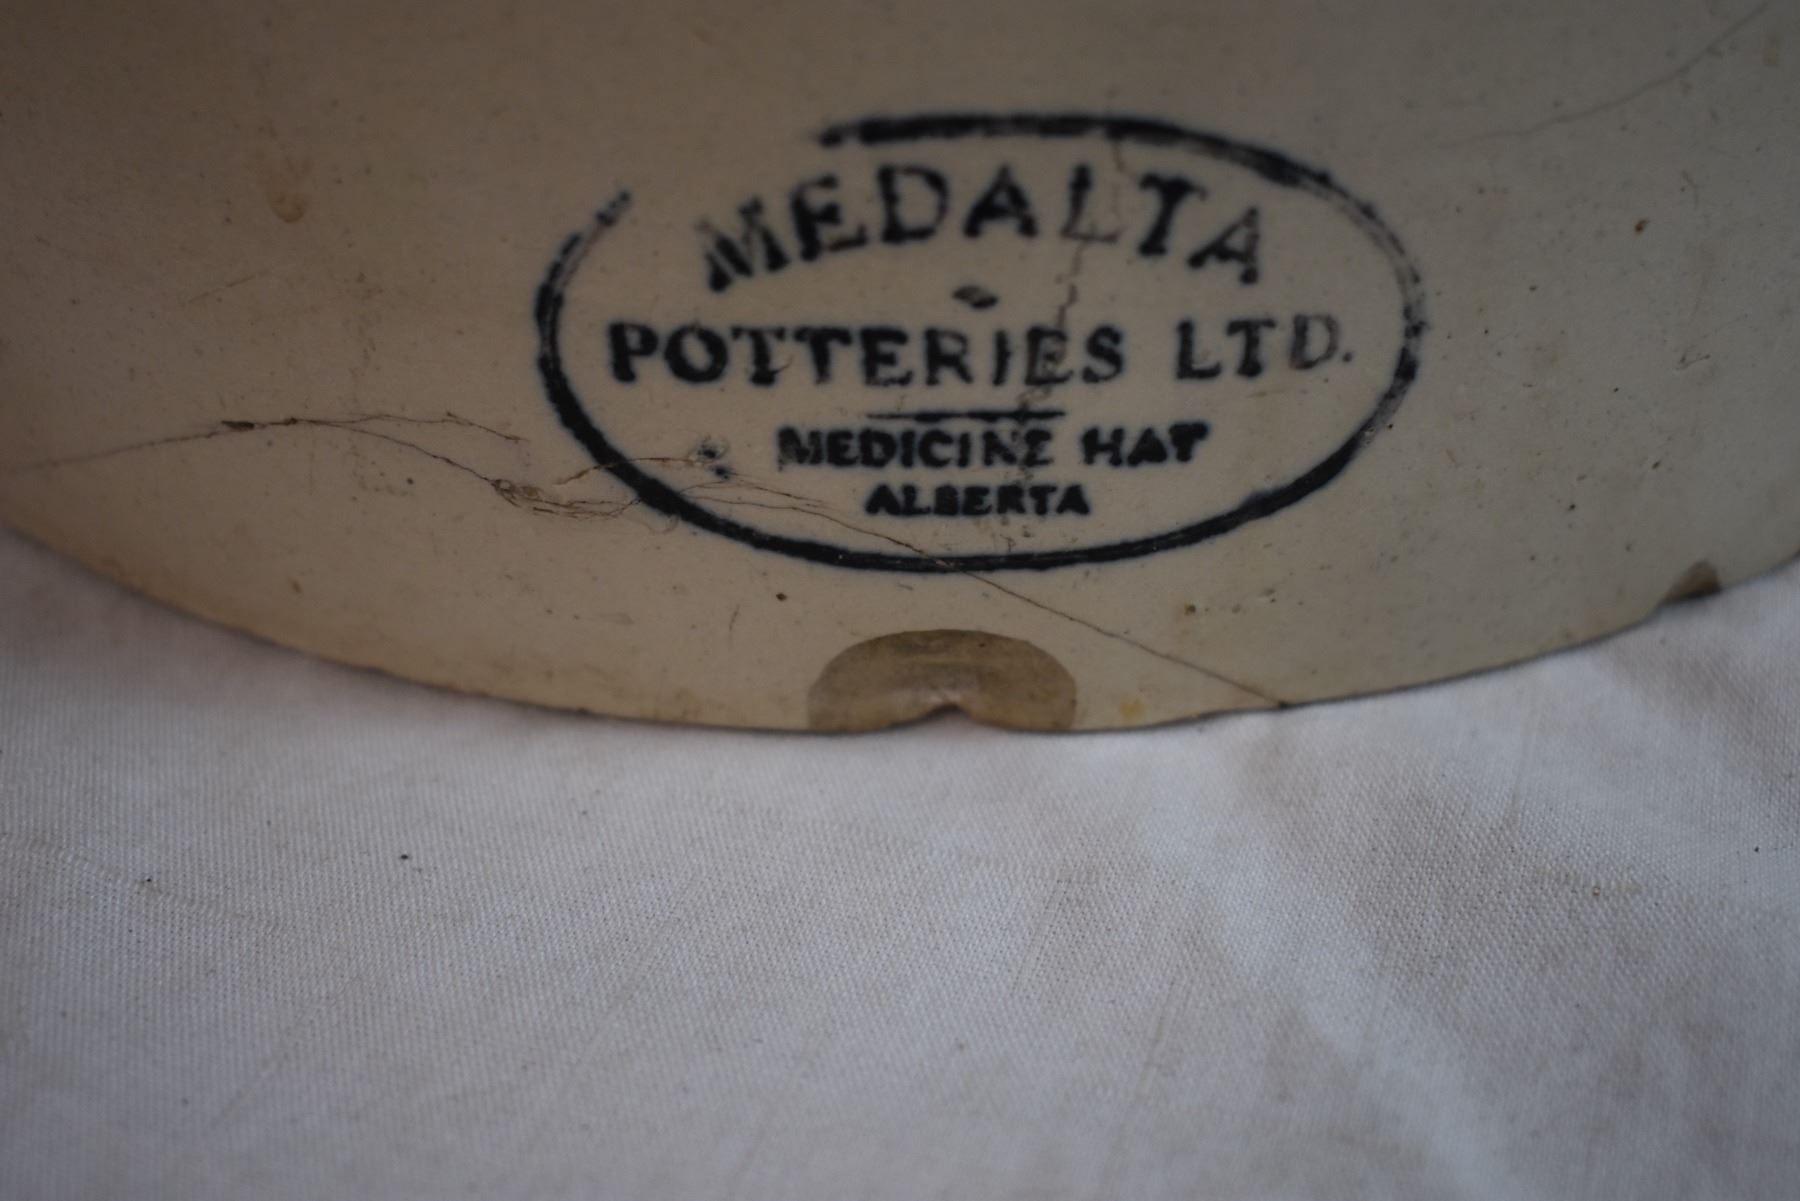 MEDALTA
POTTERIES LTD.
MEDICINE HAT
ALBERTA